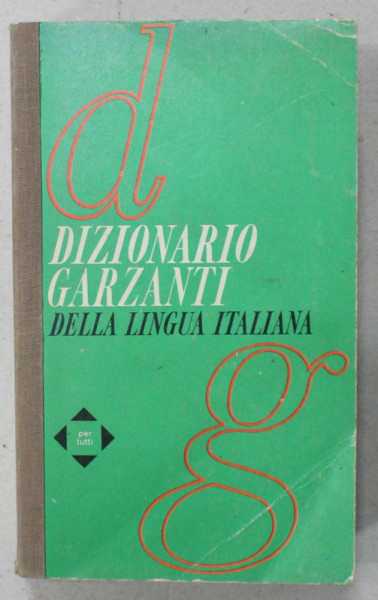 d
DIZIONARIO
GARZANTI
DELLA LINGUA ITALIANA
g
per
tutti